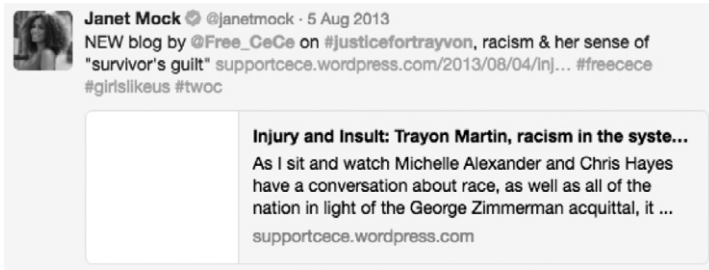 Janet Mock @janetmock · 5 Aug 2013
NEW blog by @Free_CeCe on #justicefortrayvon, racism & her sense of
"survivor's guilt" supportcece.wordpress.com/2013/08/04/inj... #freecece
#girlslikeus #twoc
Injury and Insult: Trayon Martin, racism in the syste...
As I sit and watch Michelle Alexander and Chris Hayes
have a conversation about race, as well as all of the
nation in light of the George Zimmerman acquittal, it ...
supportcece.wordpress.com